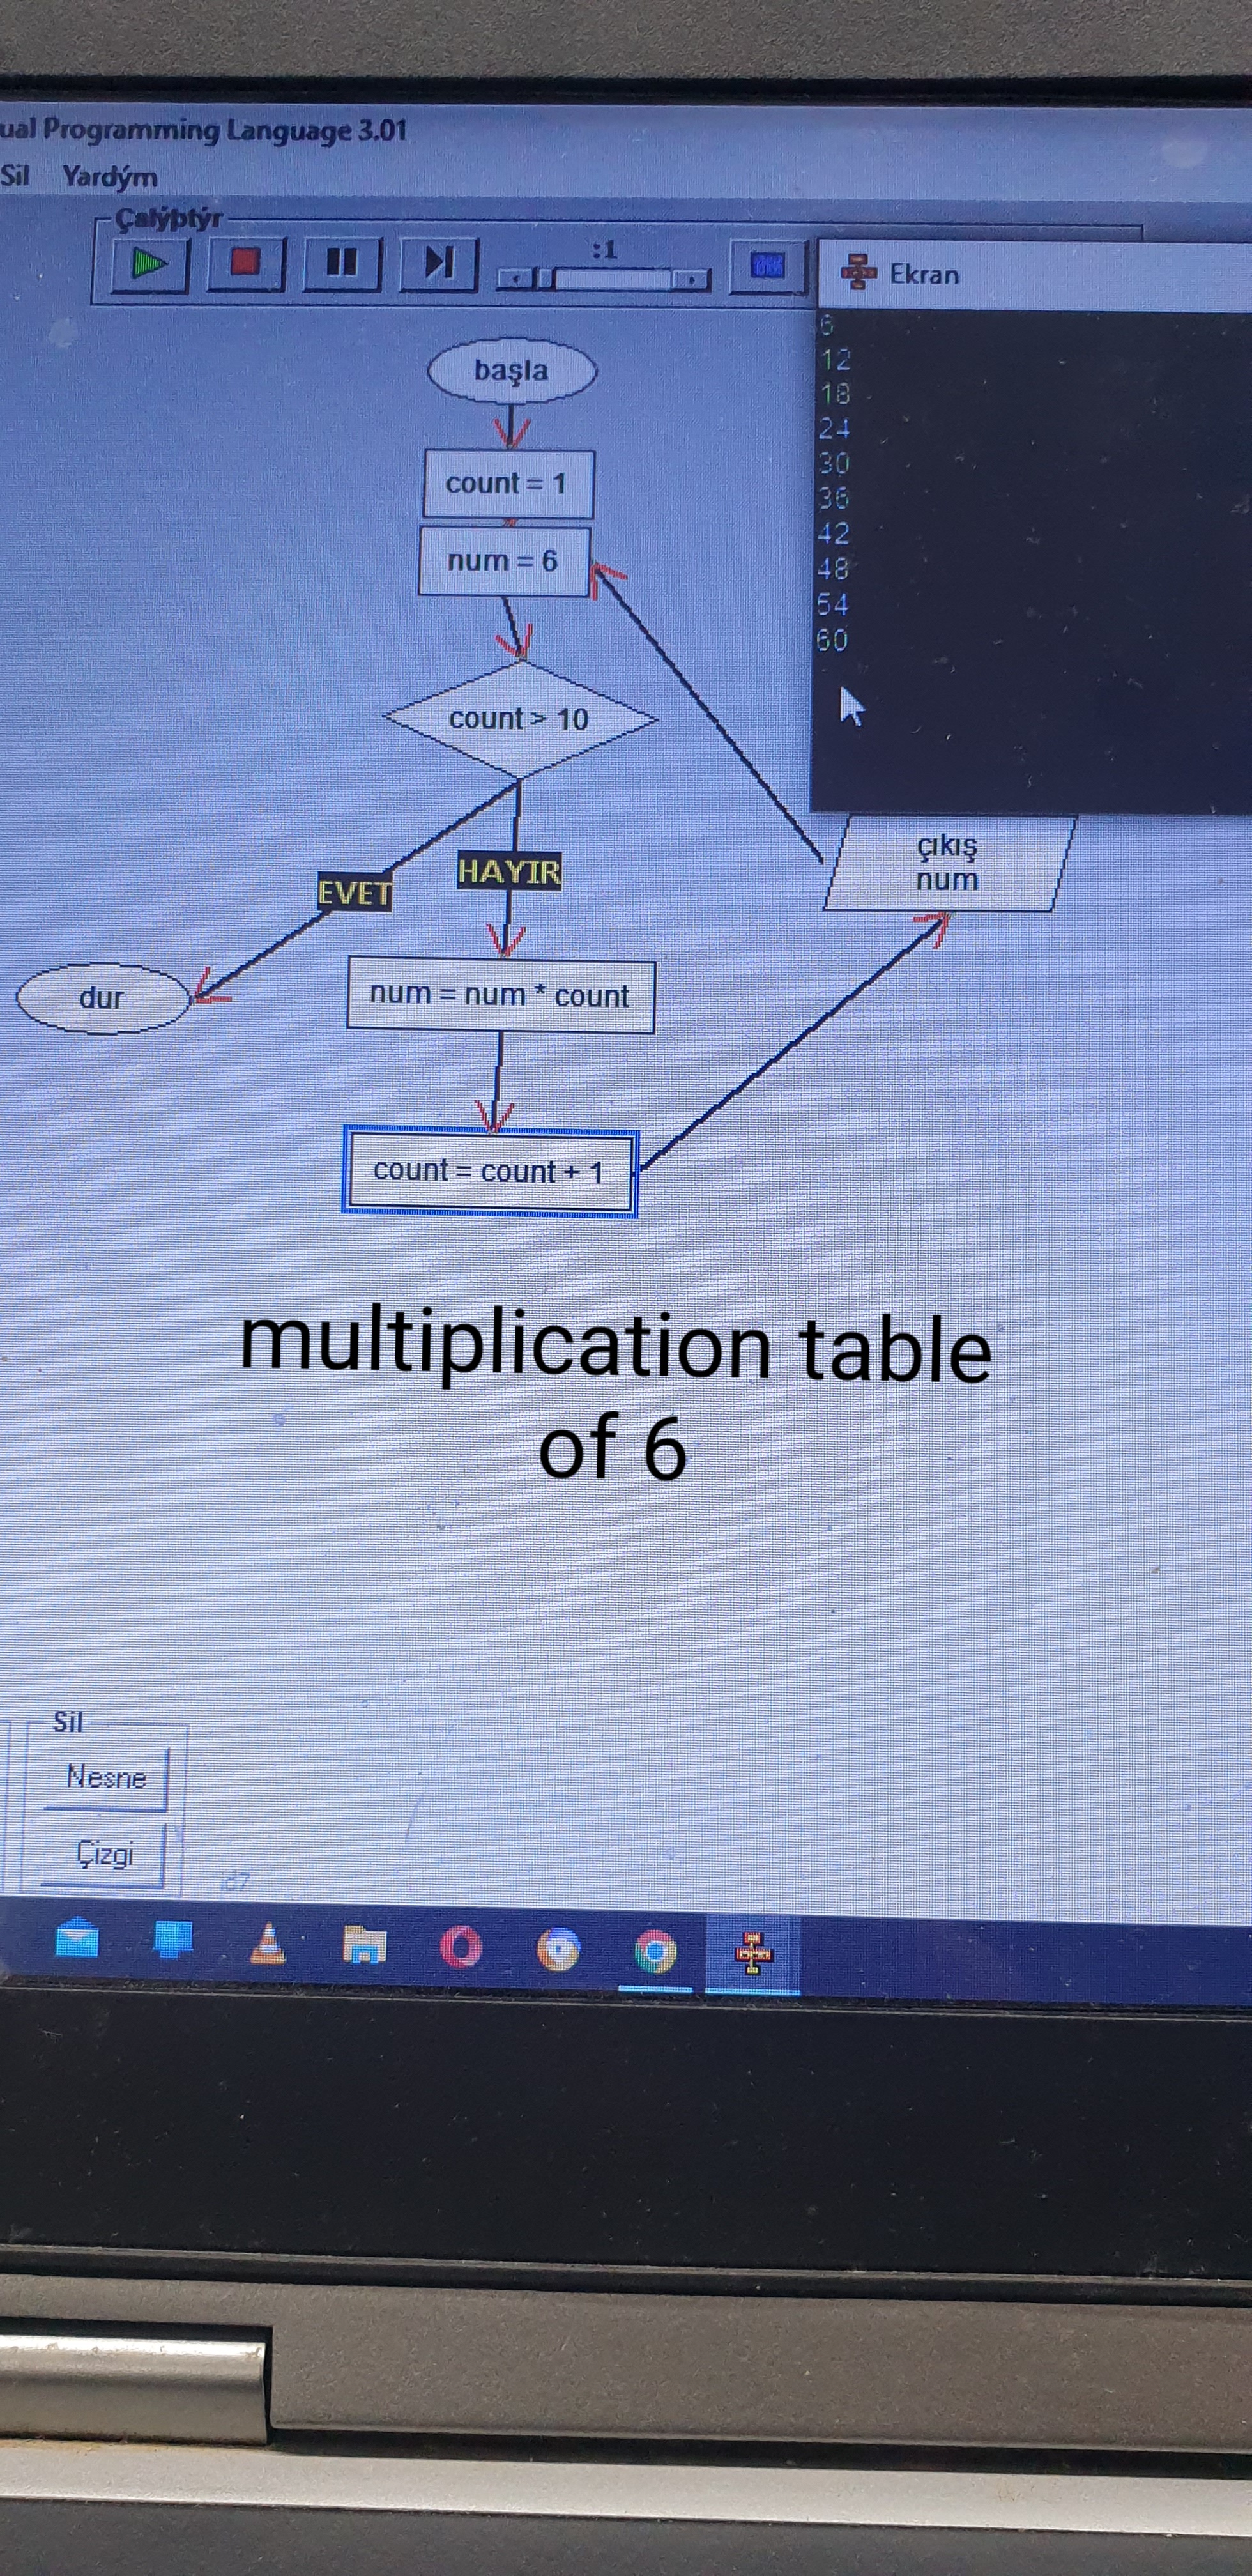 ual Programming Language 3.01
Sil Yardým
Çalýþtýr
:1
Ekran
6
12
18
24
30
36
42
48
54
60
başla
count = 1
num = 6
count > 10
EVET
HAYIR
çıkış
num
dur
num = num * count
count = count + 1
multiplication table
of 6
Sil
Nesne
Çizgi
id7